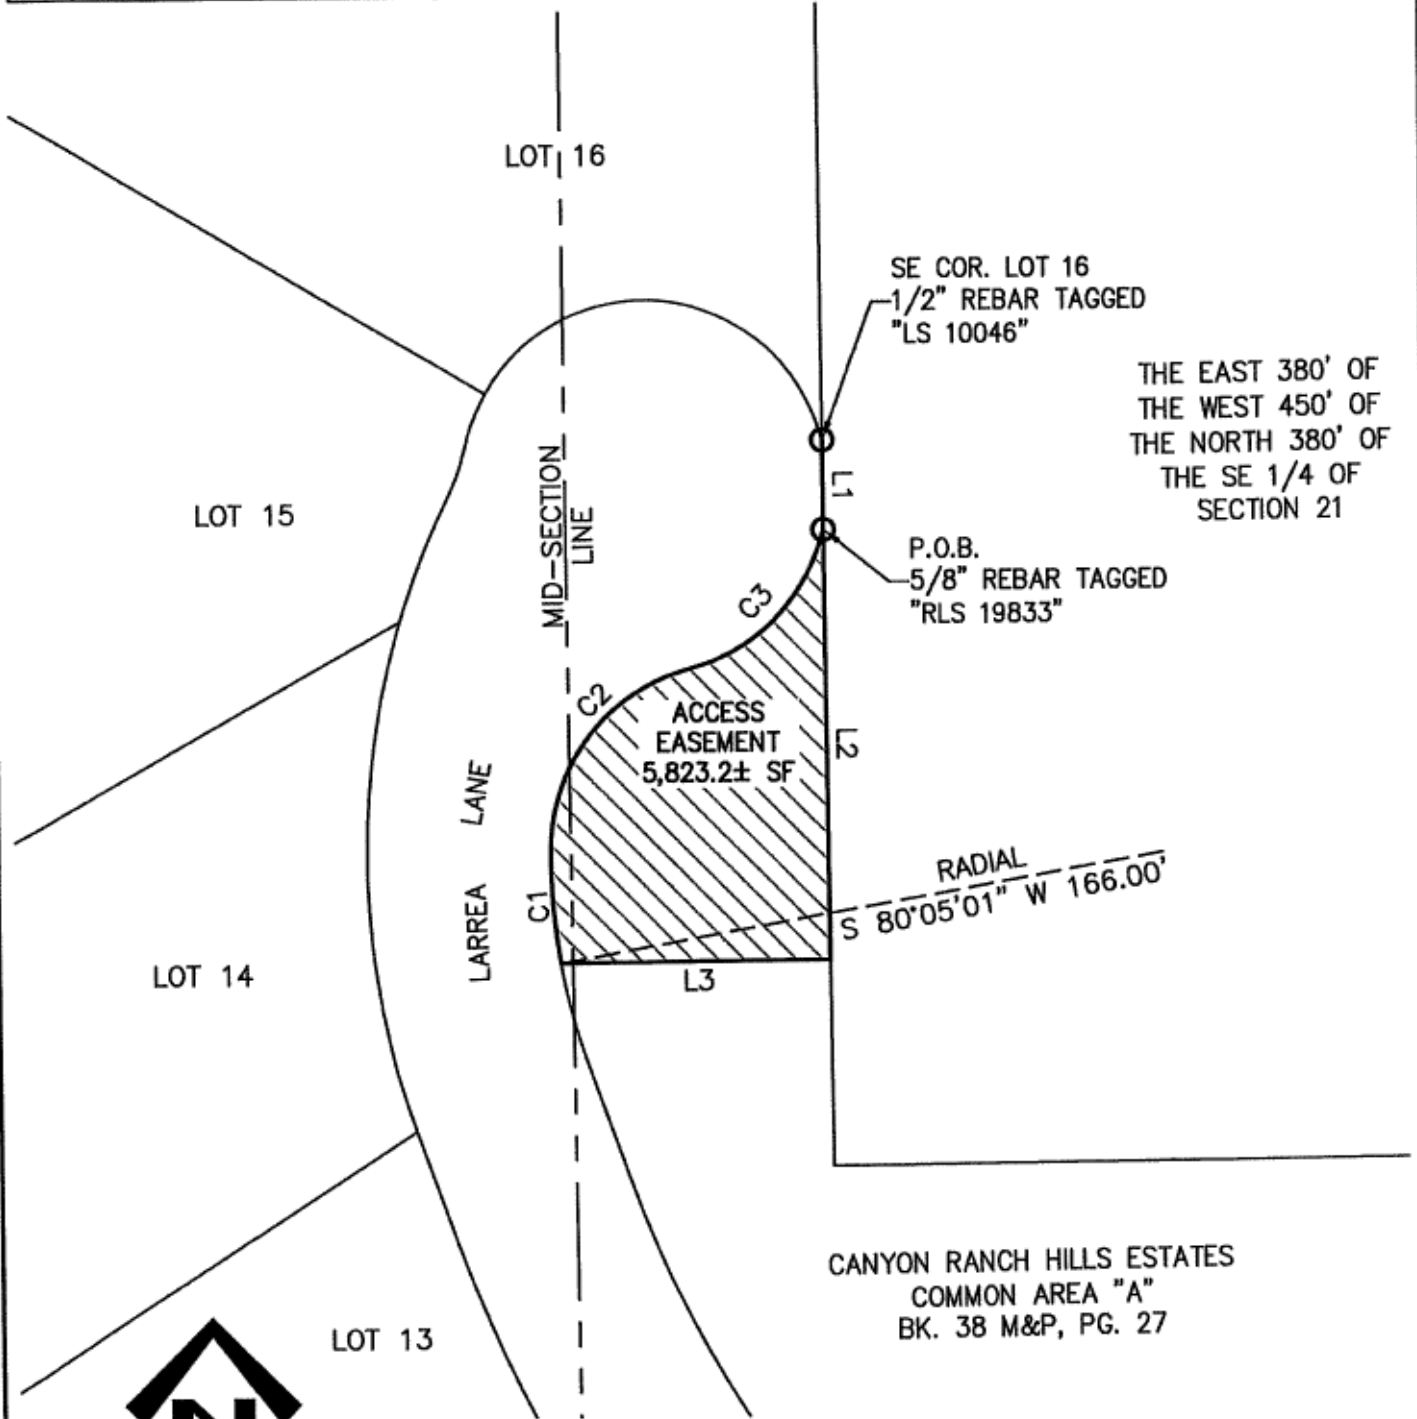 LOT 16
SE COR. LOT 16
1/2" REBAR TAGGED
"LS 10046"
THE EAST 380' OF
THE WEST 450' OF
THE NORTH 380' OF
THE SE 1/4 OF
SECTION 21
L1
MID-SECTION
LINE
LOT 15
P.O.B.
5/8" REBAR TAGGED
"RLS 19833"
C3
C2
ACCESS
EASEMENT
5,823.2± SF
L2
LARREA LANE
RADIAL
S 80°05'01" W 166.00'
C1
L3
LOT 14
CANYON RANCH HILLS ESTATES
COMMON AREA "A"
BK. 38 M&P, PG. 27
LOT 13
N